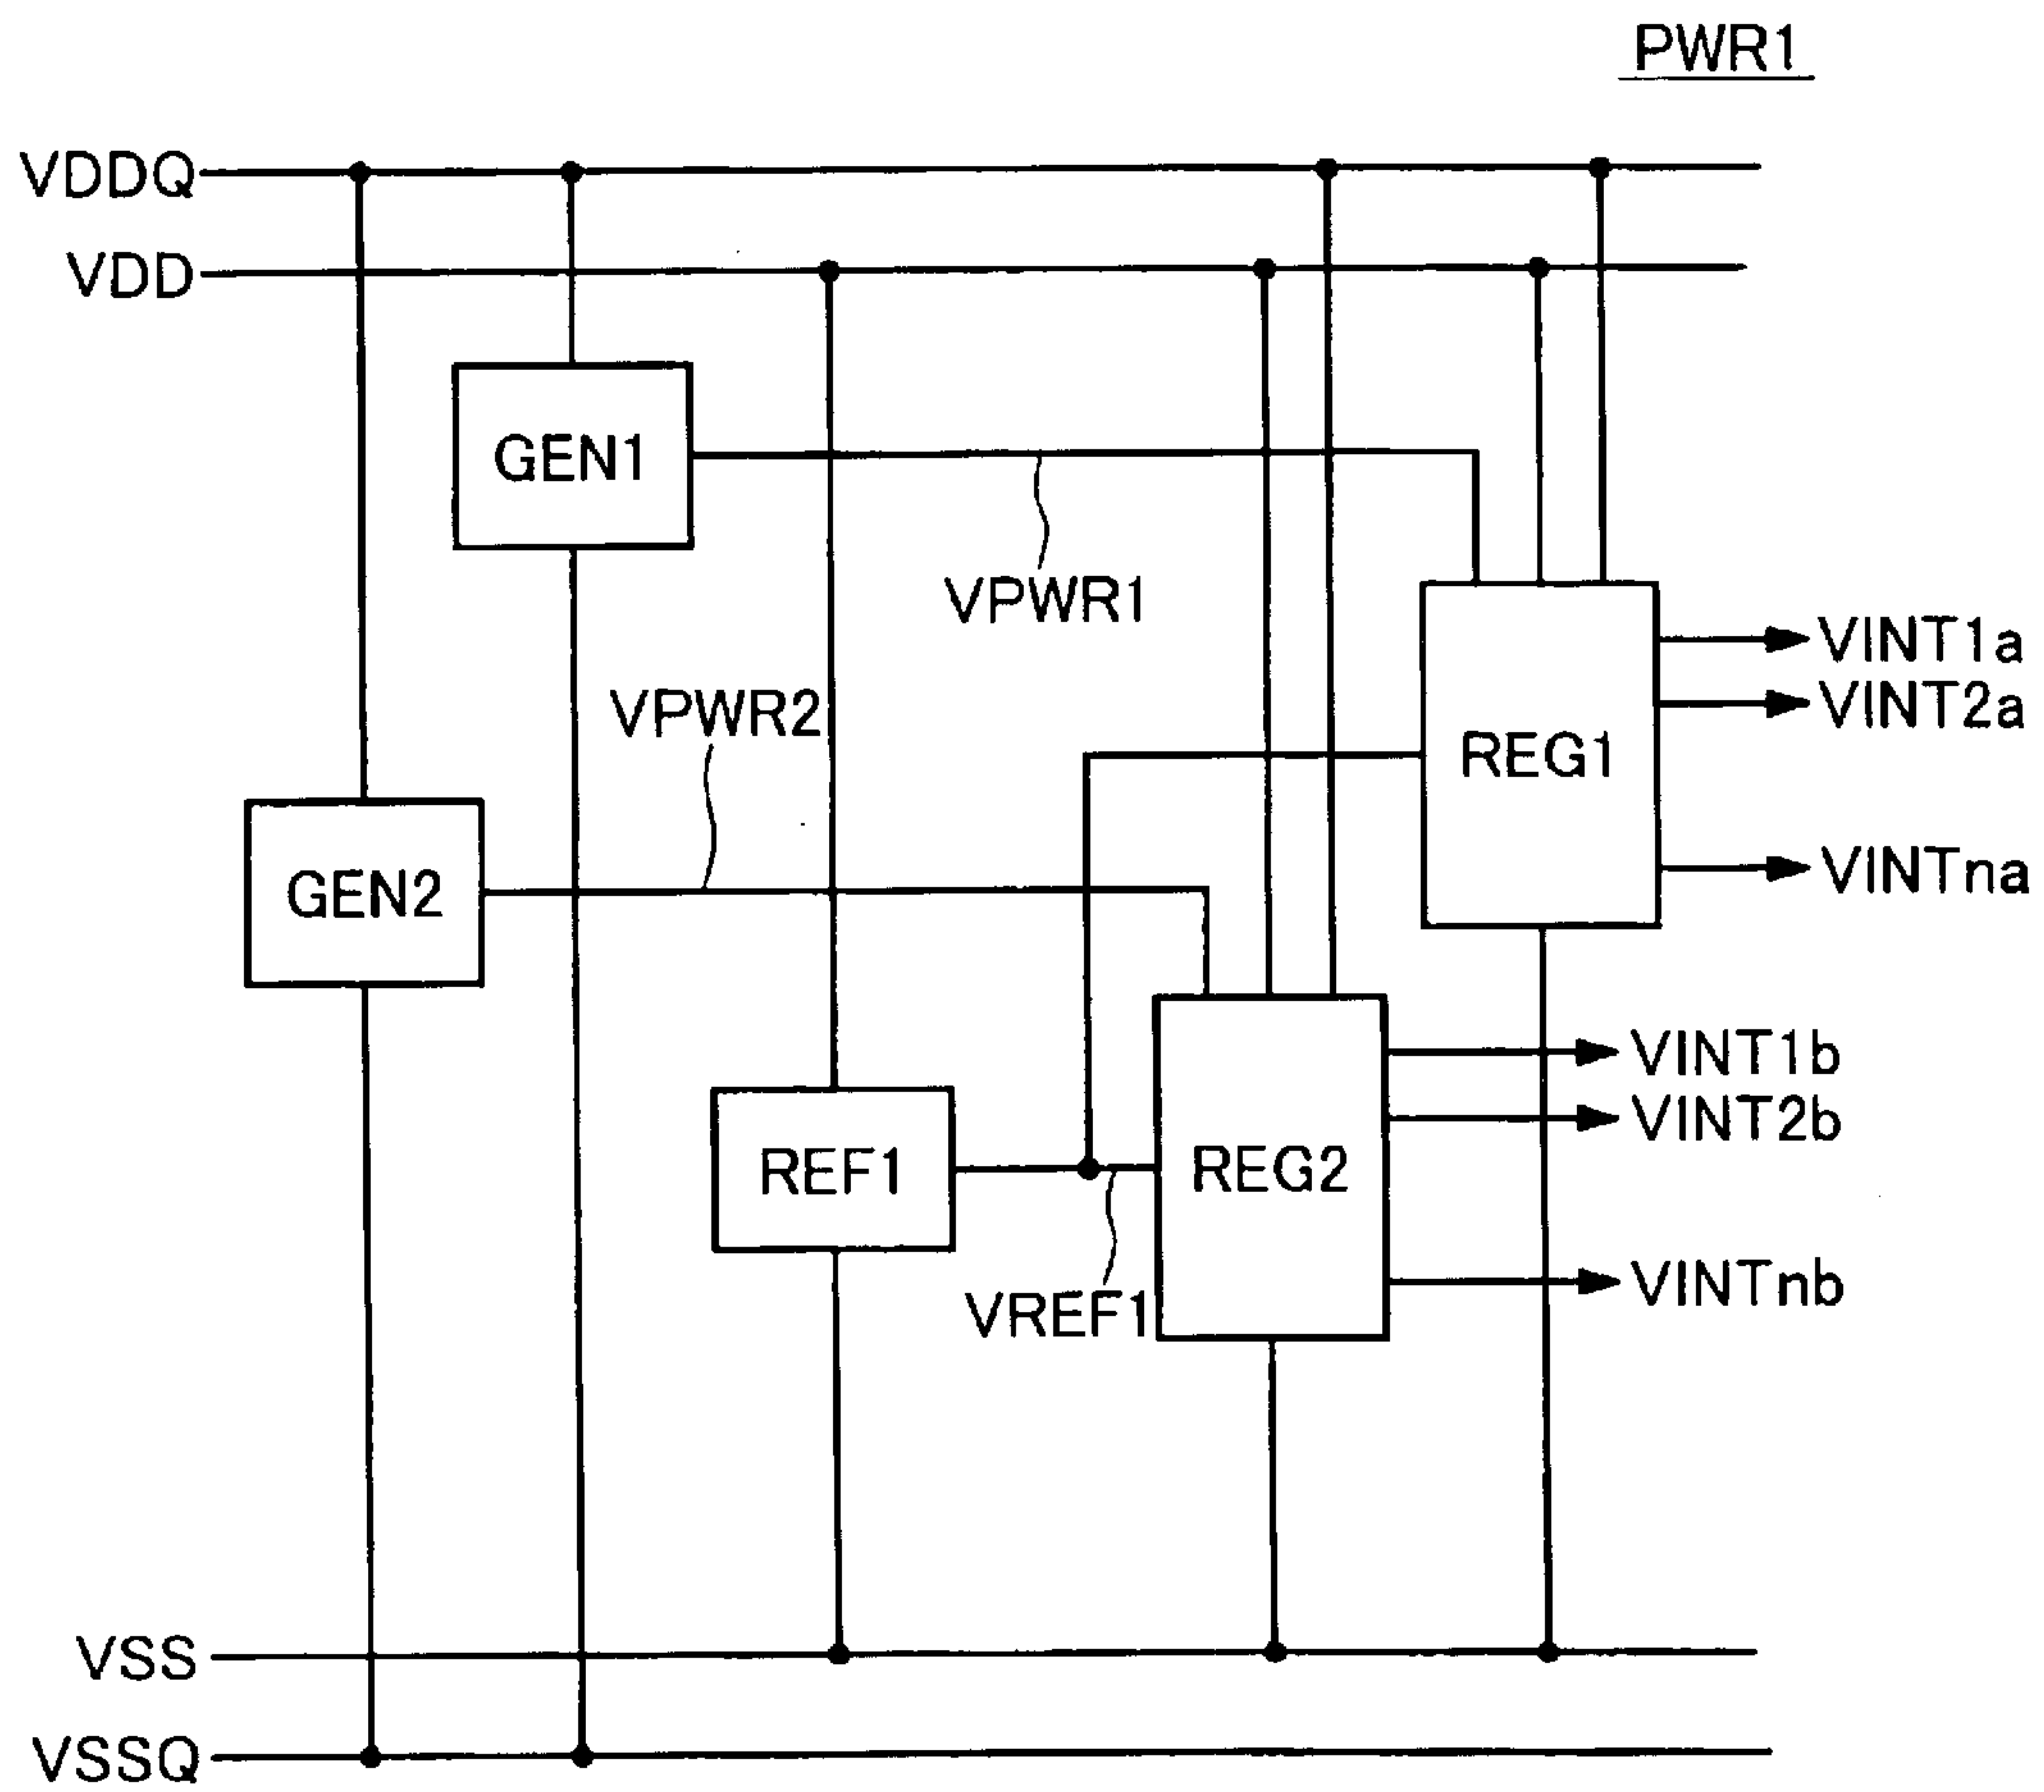 PWR1
VDDQ
VDD
GEN1
VPWR1
VINT1a
VPWR2
VINT2a
REG1
GEN2
VINTna
VINT1b
VINT2b
REF1
REG2
VINTnb
VREF1
VSS
VSSQ